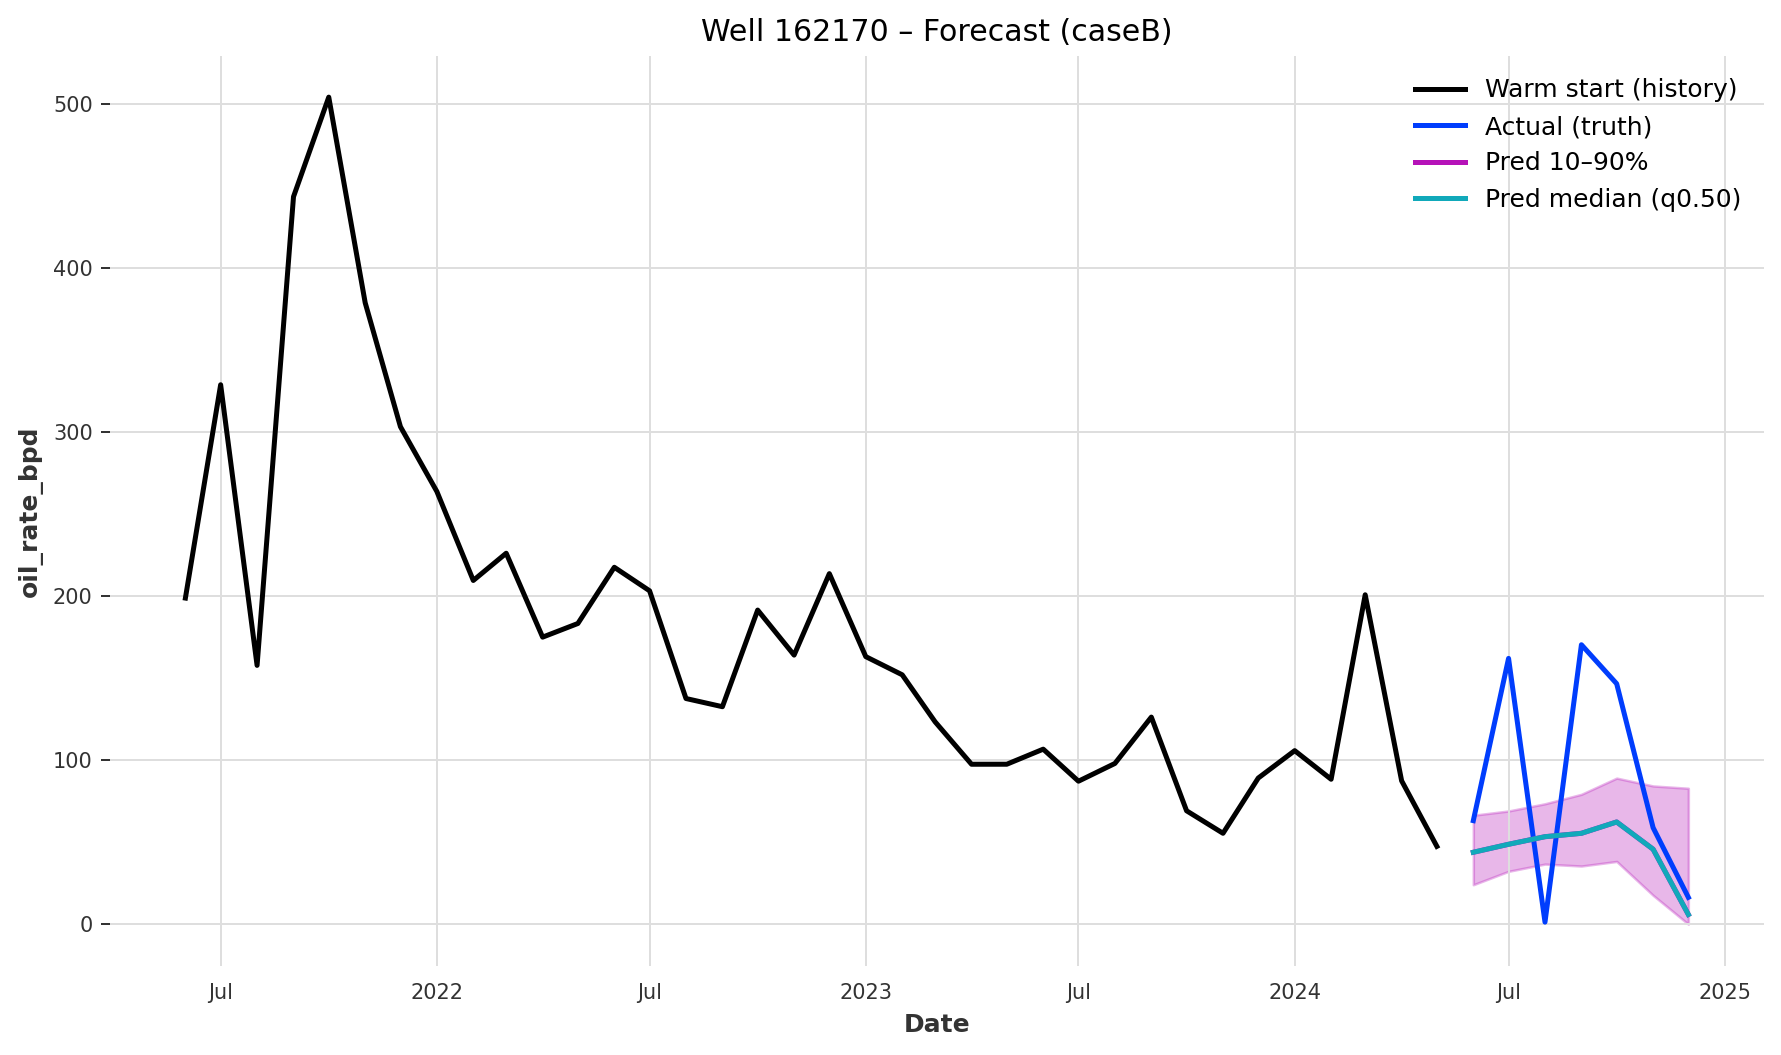 Well 162170 – Forecast (caseB)
Warm start (history)
Actual (truth)
Pred 10–90%
Pred median (q0.50)
oil_rate_bpd
500
400
300
200
100
0
Jul 2022 Jul 2023 Jul 2024 Jul 2025
Date